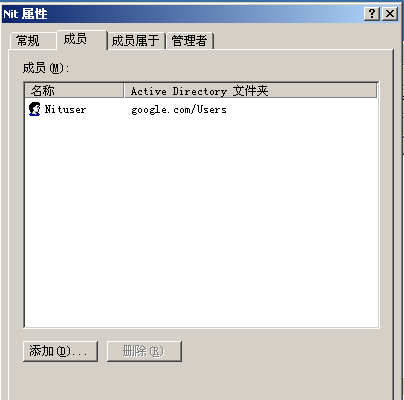 Nit 属性
常规 成员 成员属于 管理者
成员(M):
名称 Active Directory 文件夹
Nituser google.com/Users
添加(D)... 删除(R)